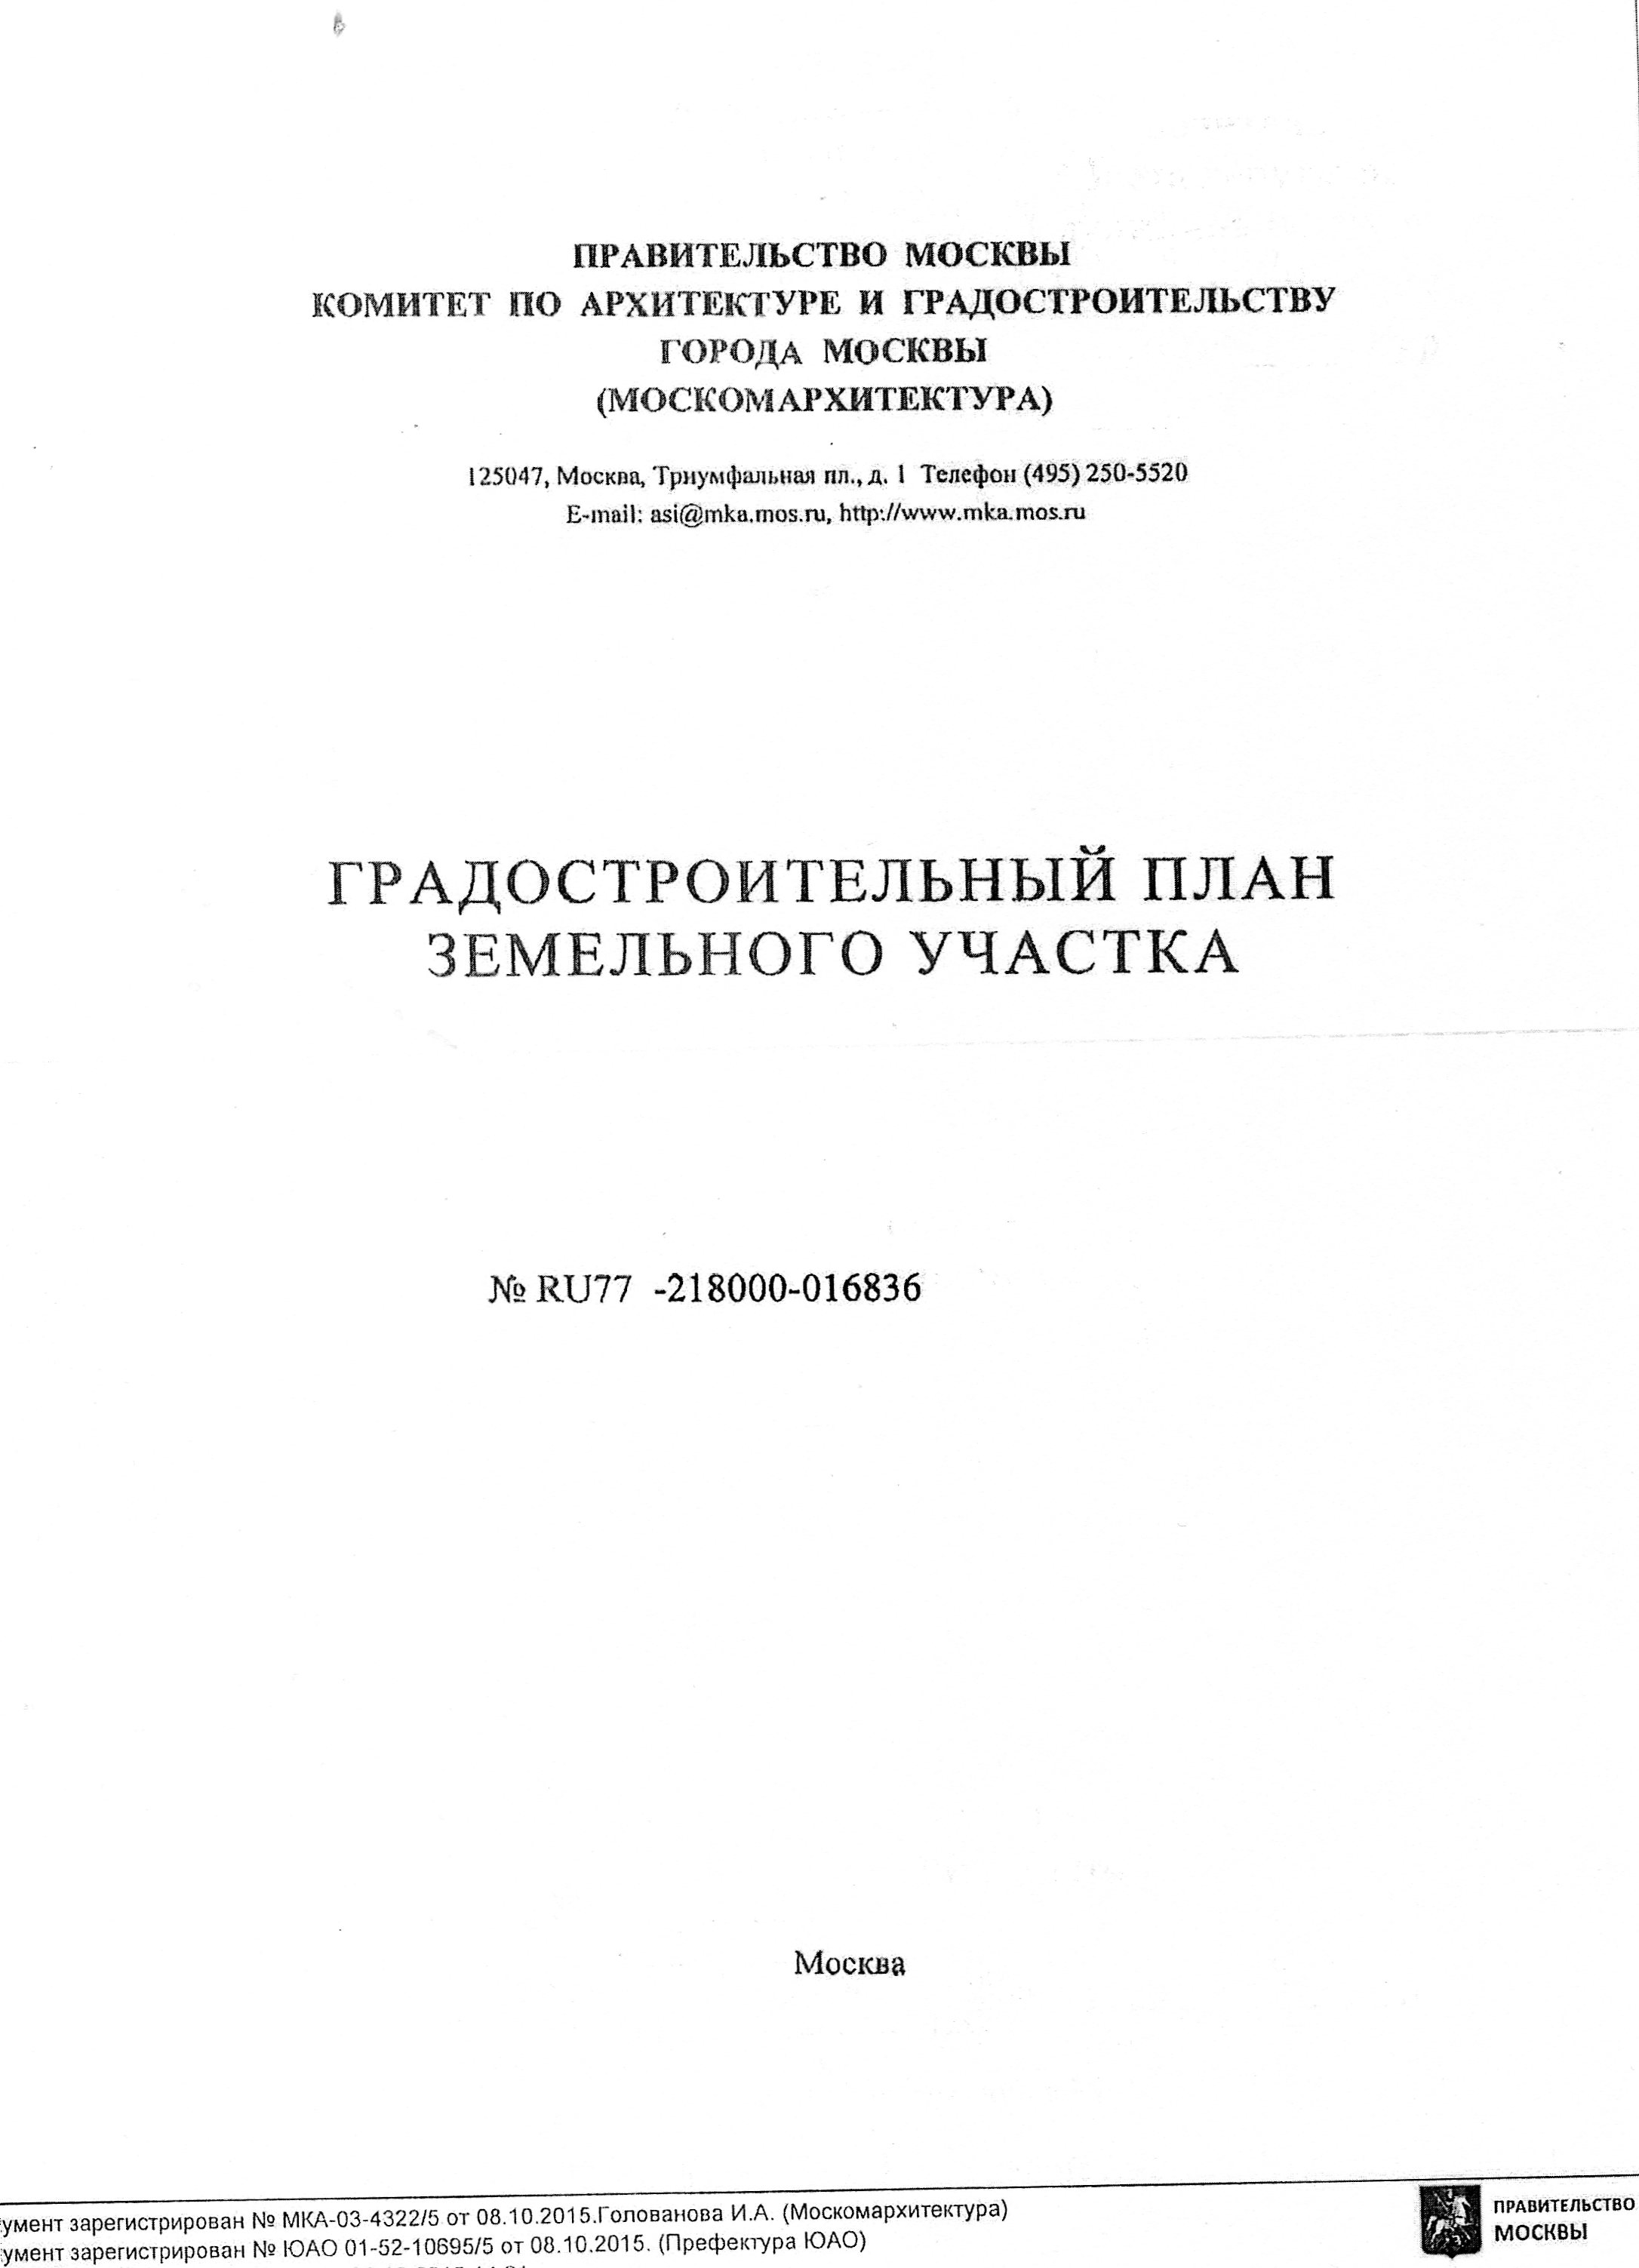 ПРАВИТЕЛЬСТВО МОСКВЫ
КОМИТЕТ ПО АРХИТЕКТУРЕ И ГРАДОСТРОИТЕЛЬСТВУ
ГОРОДА МОСКВЫ
(МОСКОМАРХИТЕКТУРА)
125047, Москва, Триумфальная пл., д. 1 Телефон (495) 250-5520
E-mail: asi@mka.mos.ru, http://www.mka.mos.ru
ГРАДОСТРОИТЕЛЬНЫЙ ПЛАН
ЗЕМЕЛЬНОГО УЧАСТКА
№ RU77 -218000-016836
Москва
умент зарегистрирован № МКА-03-4322/5 от 08.10.2015.Голованова И.А. (Москомархитектура)
умент зарегистрирован № ЮАО 01-52-10695/5 от 08.10.2015. (Префектура ЮАО)
ПРАВИТЕЛЬСТВО
МОСКВЫ